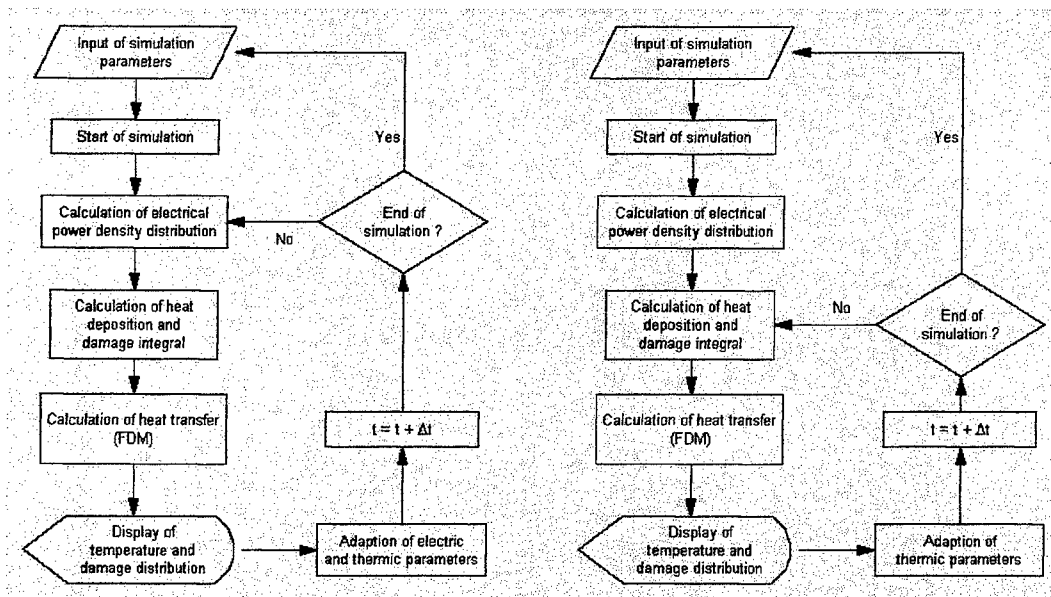 Input of simulation
parameters
Start of simulation
Calculation of electrical
power density distribution
Calculation of heat
deposition and
damage integral
Calculation of heat transfer
(FDM)
Display of
temperature and
damage distribution
Adaption of electric
and thermic parameters
t = t + Δt
End of
simulation ?
Yes
No
Input of simulation
parameters
Start of simulation
Calculation of electrical
power density distribution
Calculation of heat
deposition and
damage integral
Calculation of heat transfer
(FDM)
Display of
temperature and
damage distribution
Adaption of
thermic parameters
t = t + Δt
End of
simulation ?
Yes
No